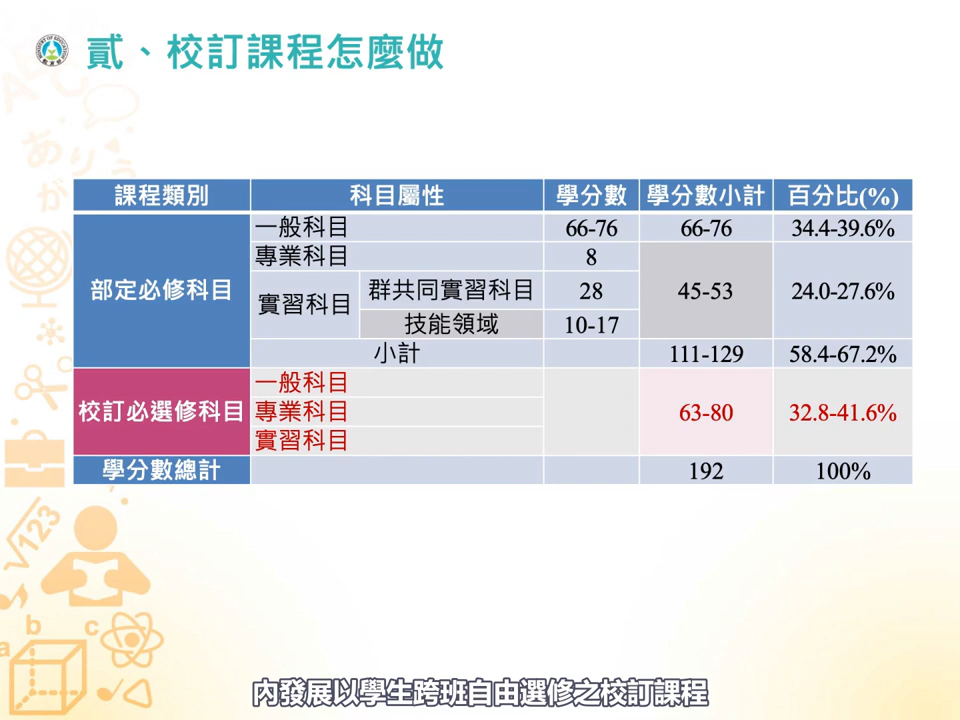 貳、校訂課程怎麼做
課程類別 科目屬性 學分數 學分數小計 百分比(%)
部定必修科目 一般科目 66-76 66-76 34.4-39.6%
專業科目 8 45-53 24.0-27.6%
實習科目 群共同實習科目 28
技能領域 10-17
小計 111-129 58.4-67.2%
校訂必選修科目 一般科目 63-80 32.8-41.6%
專業科目
實習科目
學分數總計 192 100%
內發展以學生跨班自由選修之校訂課程